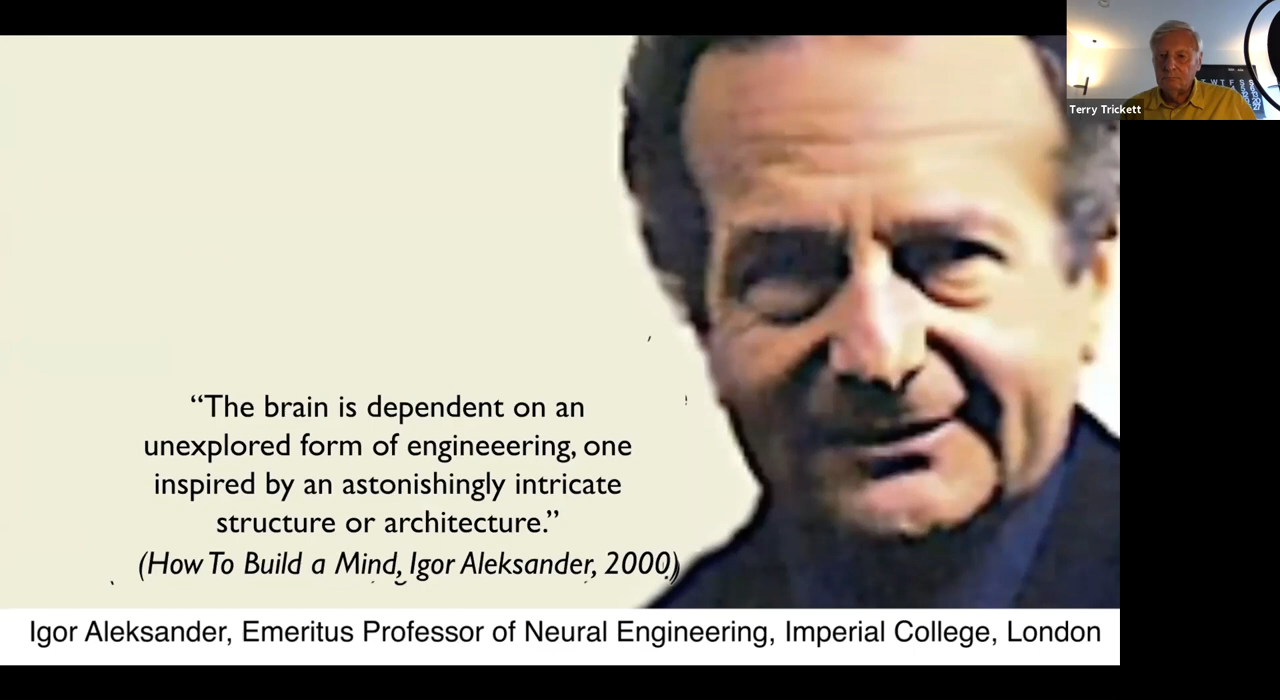 Terry Trickett
“The brain is dependent on an
unexplored form of engineeering, one
inspired by an astonishingly intricate
structure or architecture.”
(How To Build a Mind, Igor Aleksander, 2000)
Igor Aleksander, Emeritus Professor of Neural Engineering, Imperial College, London